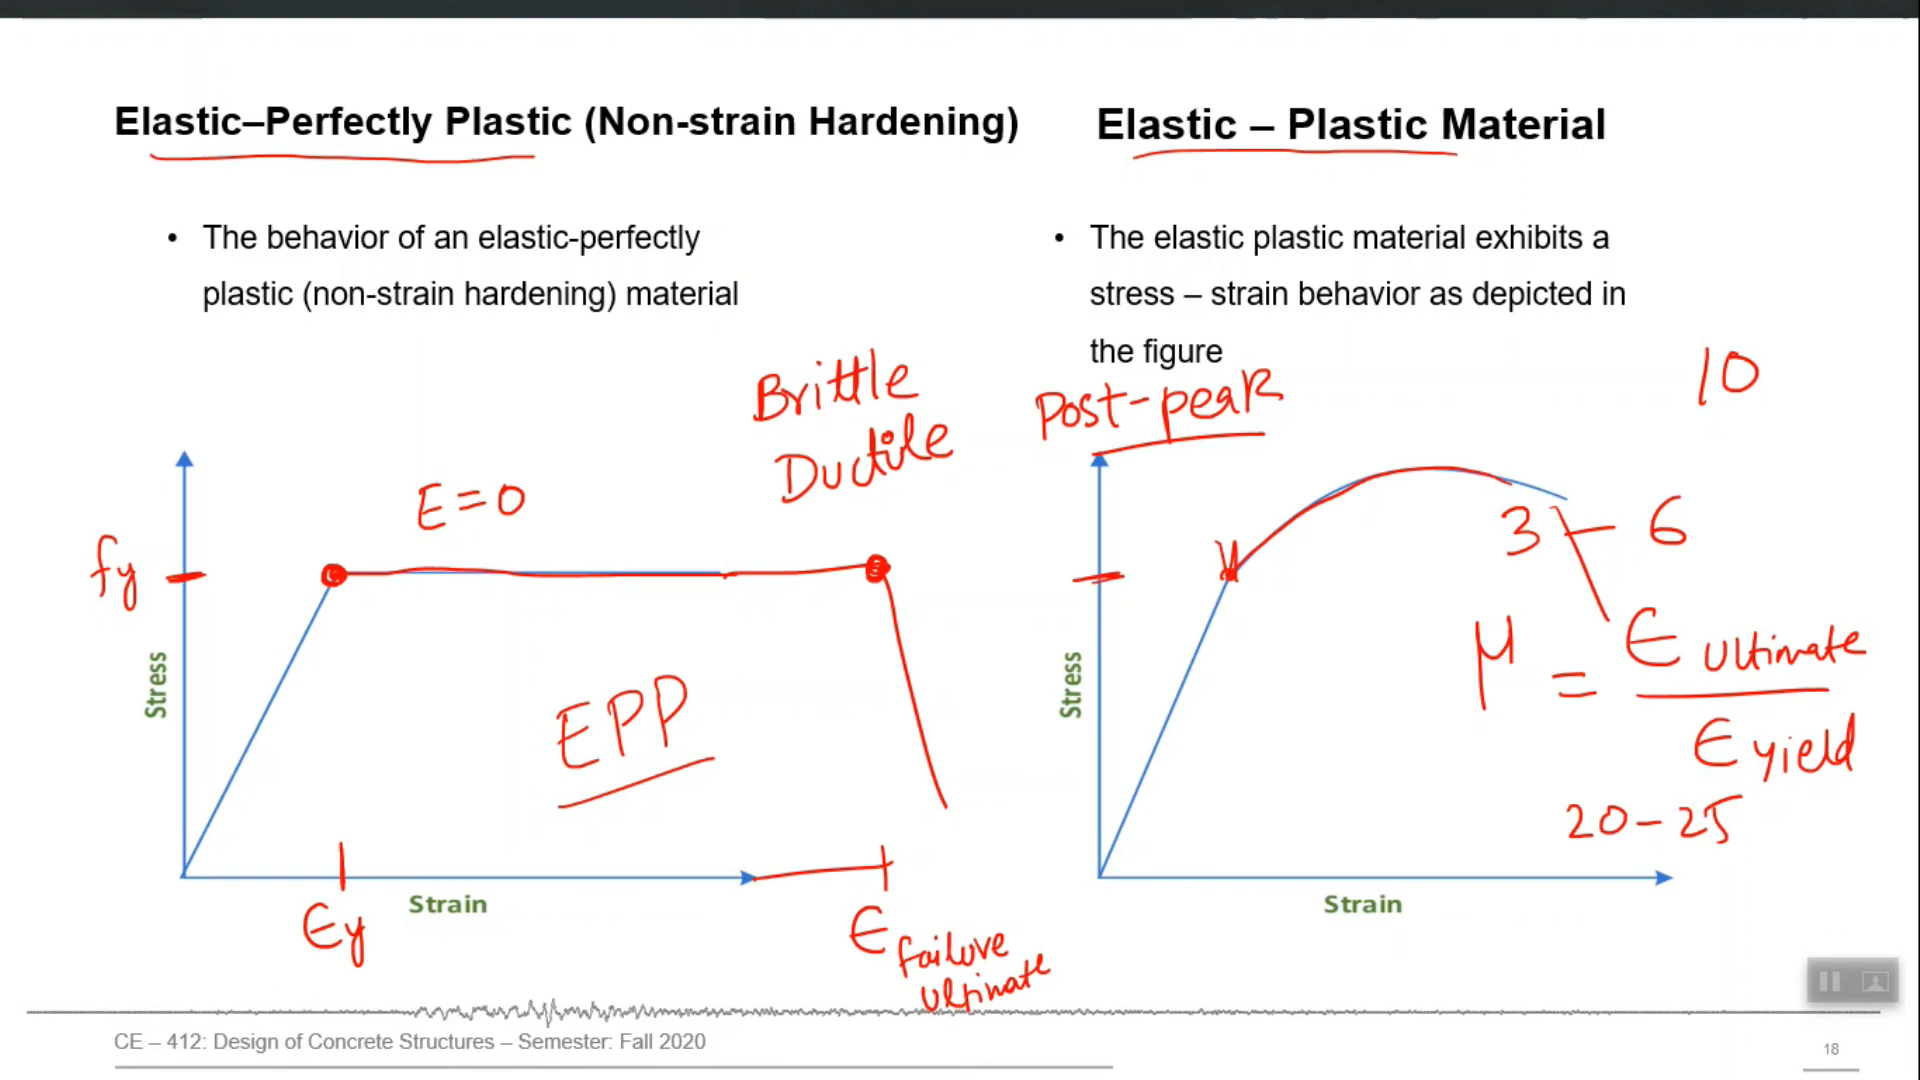 Elastic–Perfectly Plastic (Non-strain Hardening)
• The behavior of an elastic-perfectly
plastic (non-strain hardening) material
Brittle
Ductile
E = 0
fy
Stress
EPP
Strain
Ey
E failure
ultimate
Elastic – Plastic Material
• The elastic plastic material exhibits a
stress – strain behavior as depicted in
the figure
Post-peak
10
3 – 6
Stress
μ = E ultimate
E yield
20-25
Strain
CE – 412: Design of Concrete Structures – Semester: Fall 2020
18